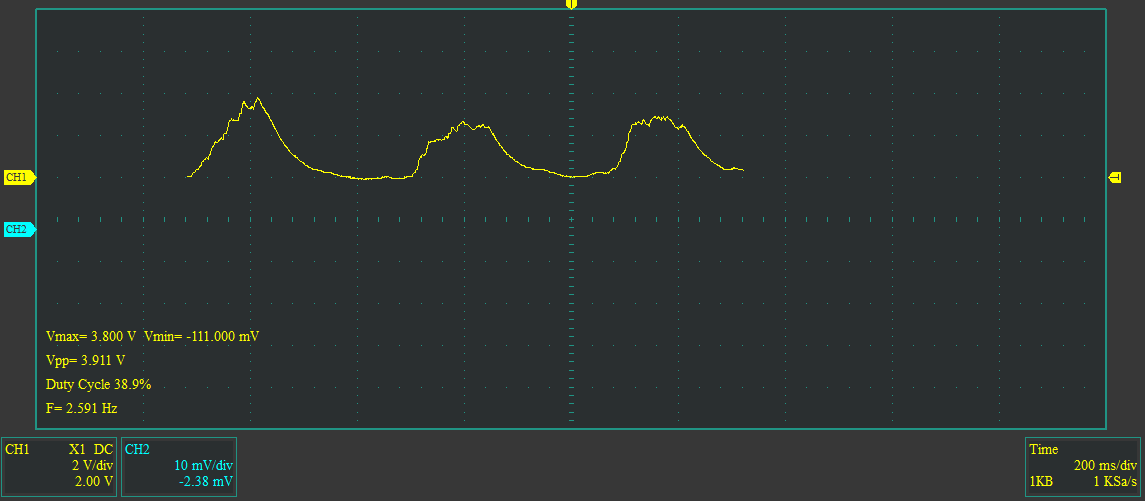 CH1
CH2
Vmax= 3.800 V Vmin= -111.000 mV
Vpp= 3.911 V
Duty Cycle 38.9%
F= 2.591 Hz
CH1 X1 DC
2 V/div
2.00 V
CH2
10 mV/div
-2.38 mV
Time
200 ms/div
1KB 1 KSa/s